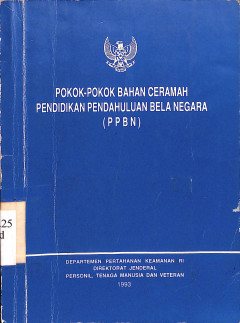 POKOK-POKOK BAHAN CERAMAH
PENDIDIKAN PENDAHULUAN BELA NEGARA
(PPBN)
25
d
DEPARTEMEN PERTAHANAN KEAMANAN RI
DIREKTORAT JENDERAL
PERSONIL, TENAGA MANUSIA DAN VETERAN
1993